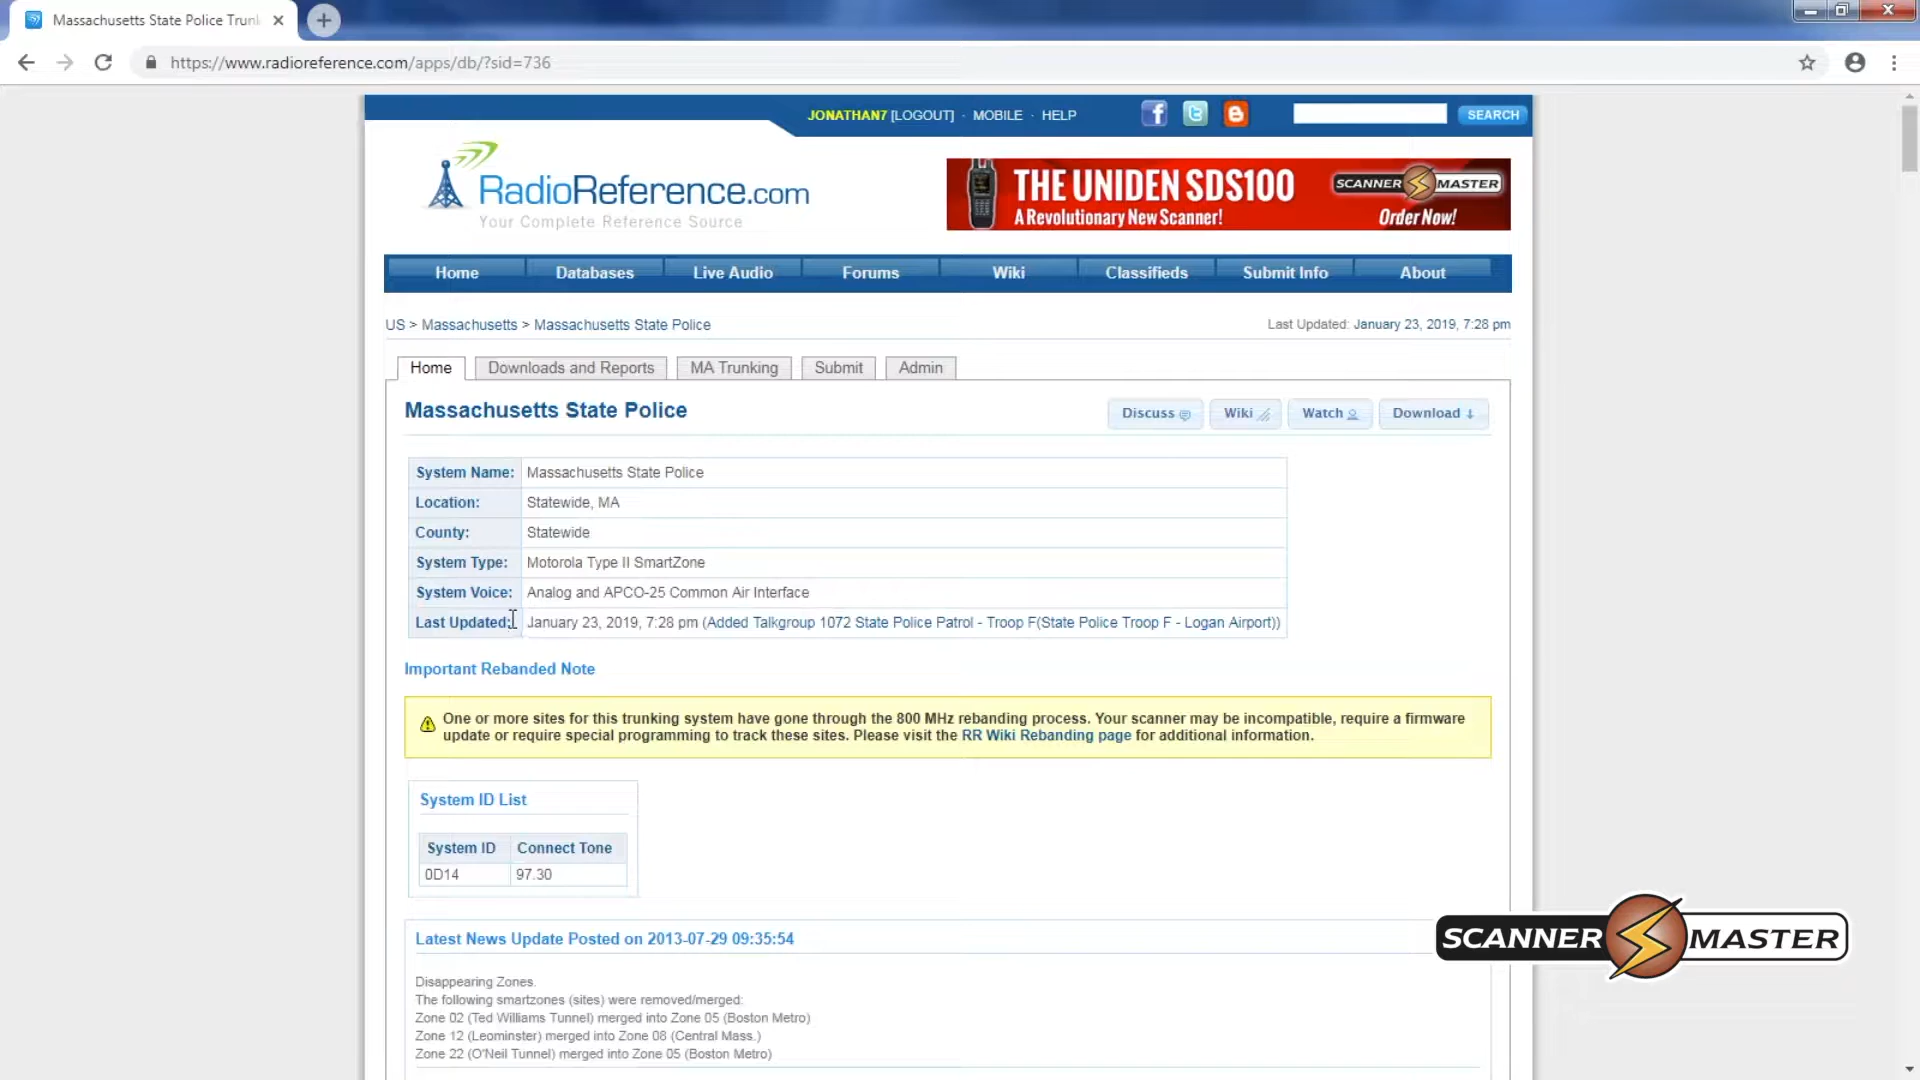 Massachusetts State Police Trunk
https://www.radioreference.com/apps/db/?sid=736
JONATHAN7 [LOGOUT] · MOBILE · HELP
SEARCH
RadioReference.com
Your Complete Reference Source
THE UNIDEN SDS100
A Revolutionary New Scanner!
SCANNER MASTER
Order Now!
Home Databases Live Audio Forums Wiki Classifieds Submit Info About
US > Massachusetts > Massachusetts State Police
Last Updated: January 23, 2019, 7:28 pm
Home Downloads and Reports MA Trunking Submit Admin
Massachusetts State Police
Discuss Wiki Watch Download
System Name: Massachusetts State Police
Location: Statewide, MA
County: Statewide
System Type: Motorola Type II SmartZone
System Voice: Analog and APCO-25 Common Air Interface
Last Updated: January 23, 2019, 7:28 pm (Added Talkgroup 1072 State Police Patrol - Troop F(State Police Troop F - Logan Airport))
Important Rebanded Note
One or more sites for this trunking system have gone through the 800 MHz rebanding process. Your scanner may be incompatible, require a firmware
update or require special programming to track these sites. Please visit the RR Wiki Rebanding page for additional information.
System ID List
System ID Connect Tone
0D14 97.30
Latest News Update Posted on 2013-07-29 09:35:54
SCANNER MASTER
Disappearing Zones.
The following smartzones (sites) were removed/merged:
Zone 02 (Ted Williams Tunnel) merged into Zone 05 (Boston Metro)
Zone 12 (Leominster) merged into Zone 08 (Central Mass.)
Zone 22 (O'Neil Tunnel) merged into Zone 05 (Boston Metro)